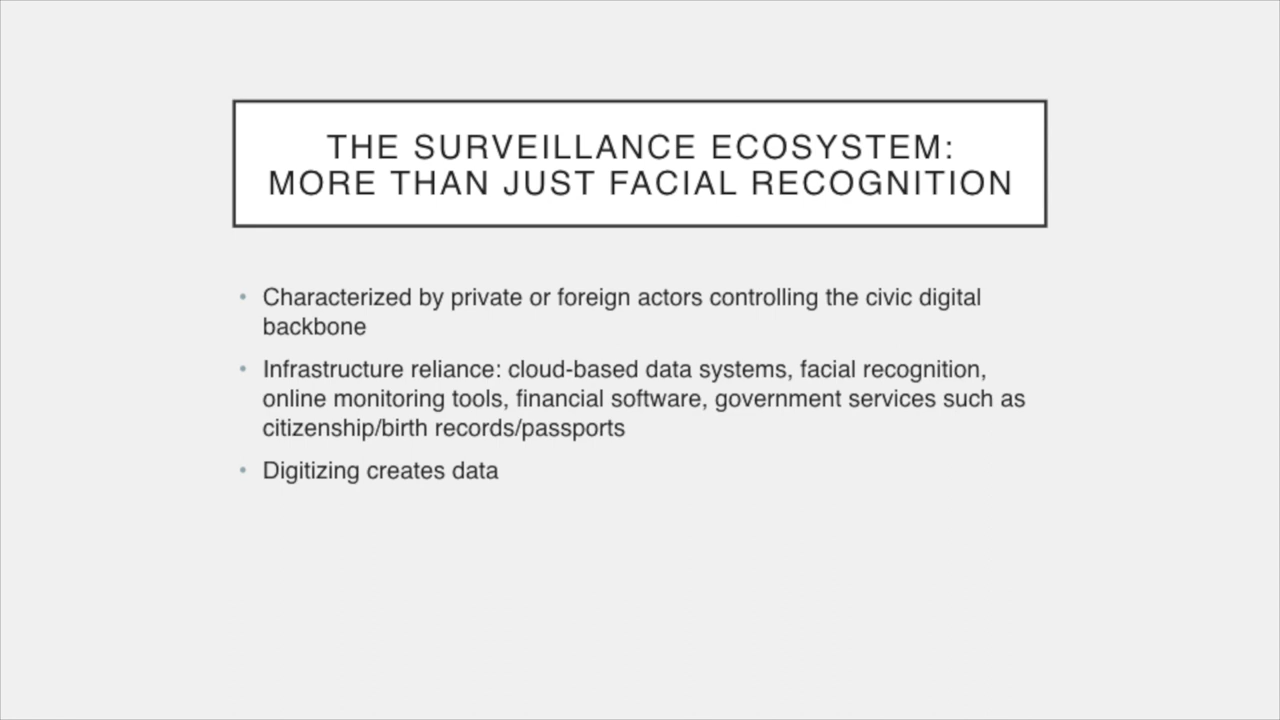 THE SURVEILLANCE ECOSYSTEM:
MORE THAN JUST FACIAL RECOGNITION
• Characterized by private or foreign actors controlling the civic digital
backbone
• Infrastructure reliance: cloud-based data systems, facial recognition,
online monitoring tools, financial software, government services such as
citizenship/birth records/passports
• Digitizing creates data